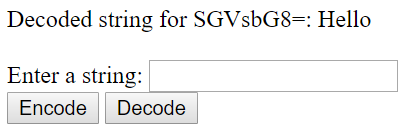 Decoded string for SGVsbG8=: Hello
Enter a string:
Encode Decode